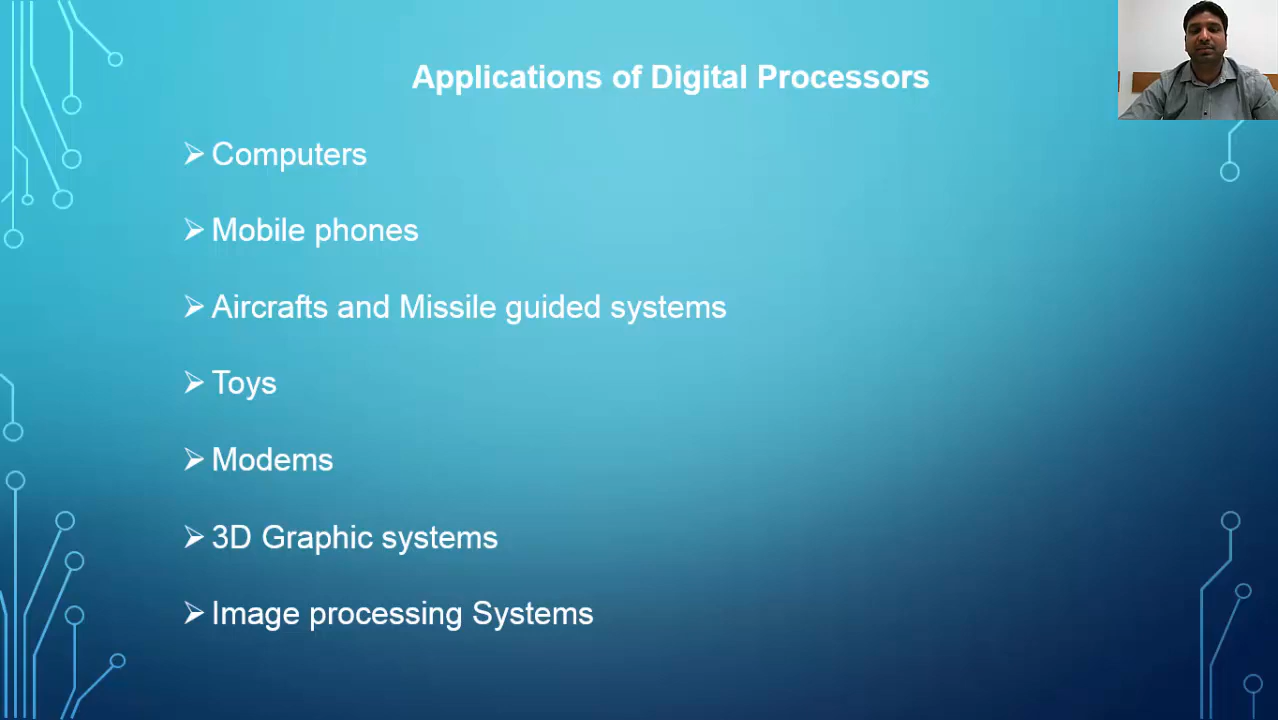 Applications of Digital Processors
➢ Computers
➢ Mobile phones
➢ Aircrafts and Missile guided systems
➢ Toys
➢ Modems
➢ 3D Graphic systems
➢ Image processing Systems